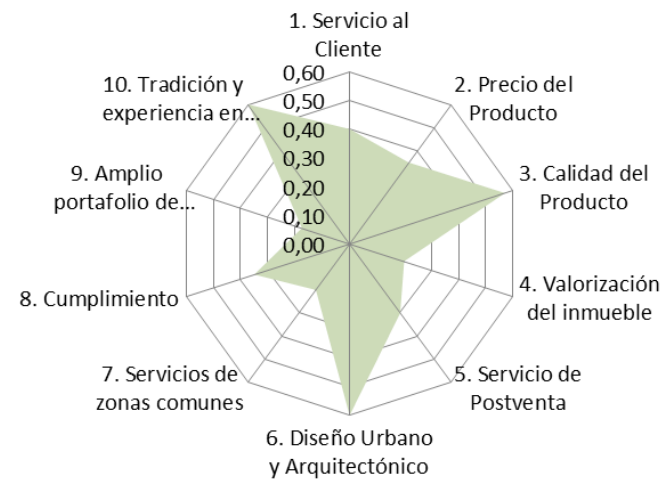 1. Servicio al
Cliente
2. Precio del
Producto
3. Calidad del
Producto
4. Valorización
del inmueble
5. Servicio de
Postventa
6. Diseño Urbano
y Arquitectónico
7. Servicios de
zonas comunes
8. Cumplimiento
9. Amplio
portafolio de...
10. Tradición y
experiencia en...
0,60
0,50
0,40
0,30
0,20
0,10
0,00